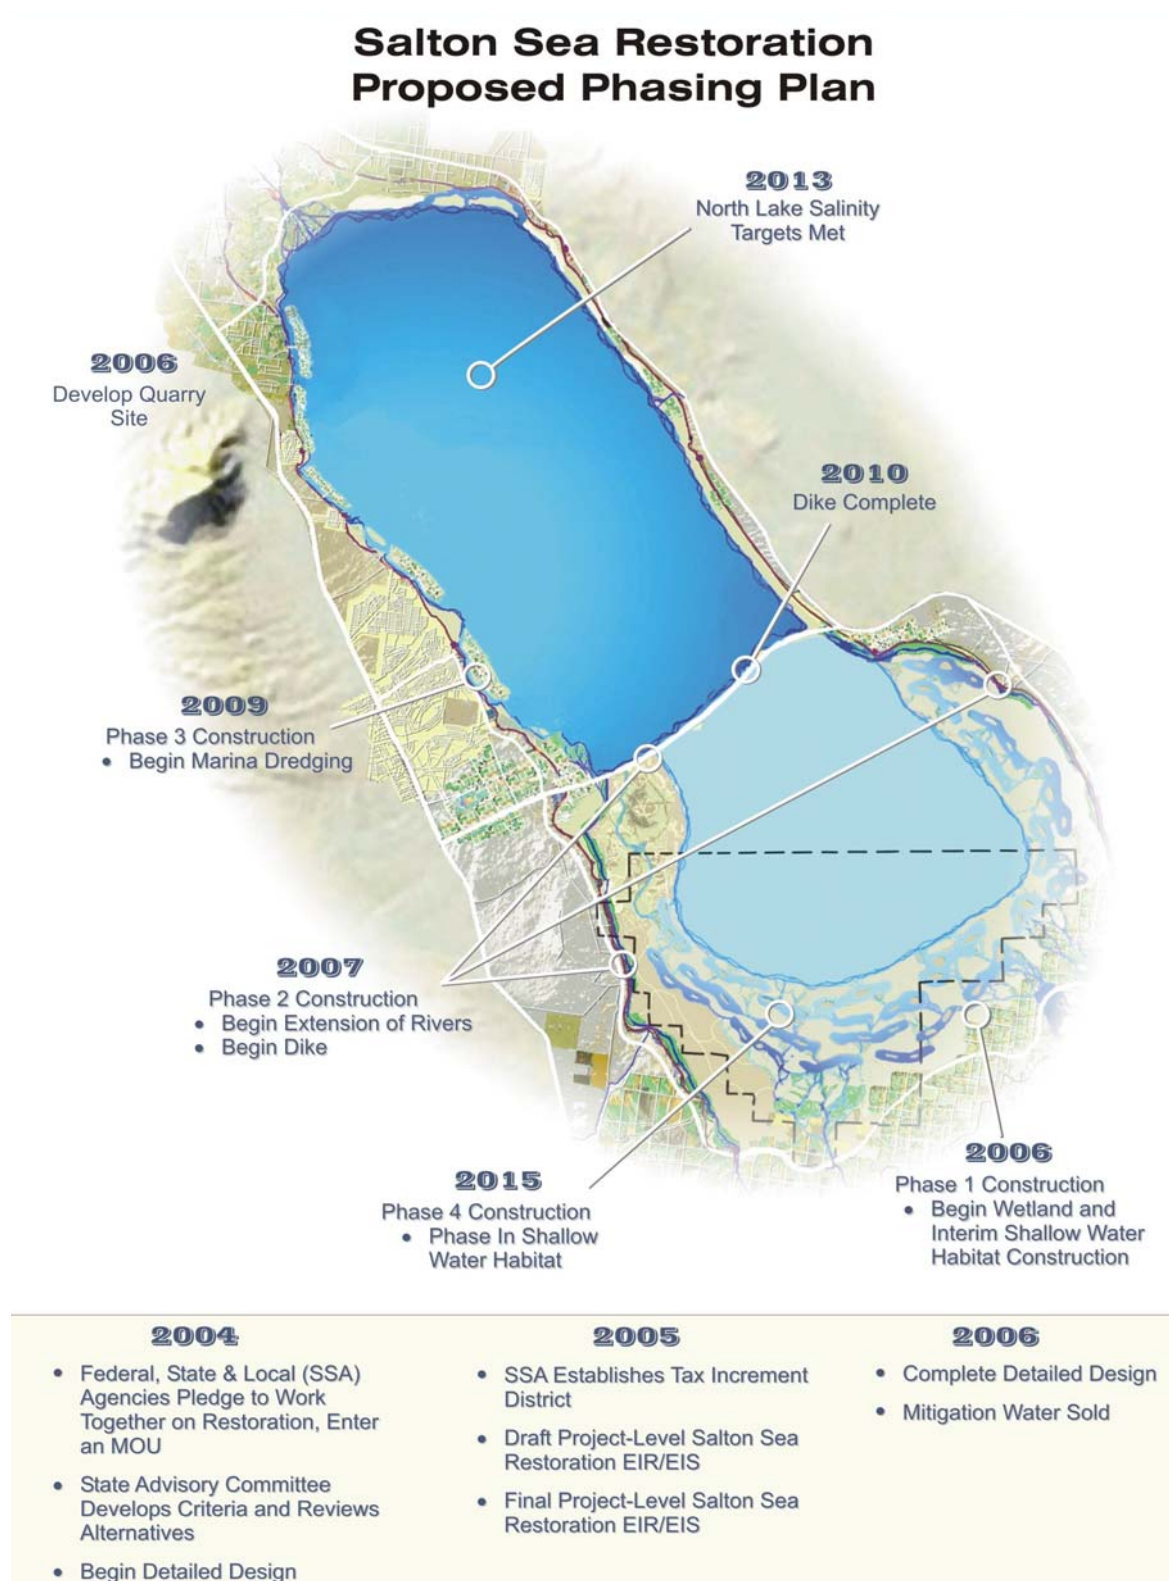 Salton Sea Restoration
Proposed Phasing Plan
2013
North Lake Salinity
Targets Met
2006
Develop Quarry
Site
2010
Dike Complete
2009
Phase 3 Construction
• Begin Marina Dredging
2007
Phase 2 Construction
• Begin Extension of Rivers
• Begin Dike
2015
Phase 4 Construction
• Phase In Shallow
Water Habitat
2006
Phase 1 Construction
• Begin Wetland and
Interim Shallow Water
Habitat Construction
2004
• Federal, State & Local (SSA)
Agencies Pledge to Work
Together on Restoration, Enter
an MOU
• State Advisory Committee
Develops Criteria and Reviews
Alternatives
• Begin Detailed Design
2005
• SSA Establishes Tax Increment
District
• Draft Project-Level Salton Sea
Restoration EIR/EIS
• Final Project-Level Salton Sea
Restoration EIR/EIS
2006
• Complete Detailed Design
• Mitigation Water Sold